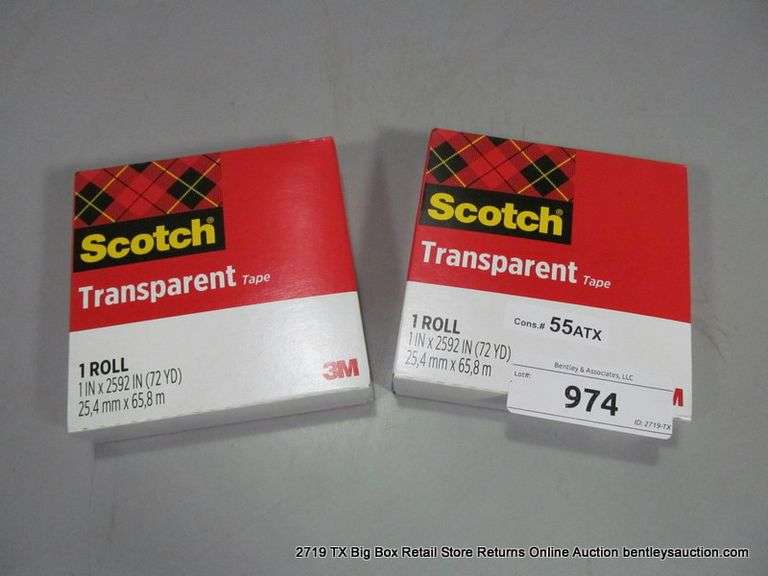 Scotch®
Transparent Tape
1 ROLL
1 IN x 2592 IN (72 YD)
25,4 mm x 65,8 m
3M
Scotch®
Transparent Tape
1 ROLL
1 IN x 2592 IN (72 YD)
25,4 mm x 65,8 m
Cons.# 55ATX
Bentley & Associates, LLC
Lot#:
974
ID: 2719-TX
2719 TX Big Box Retail Store Returns Online Auction bentleysauction.com